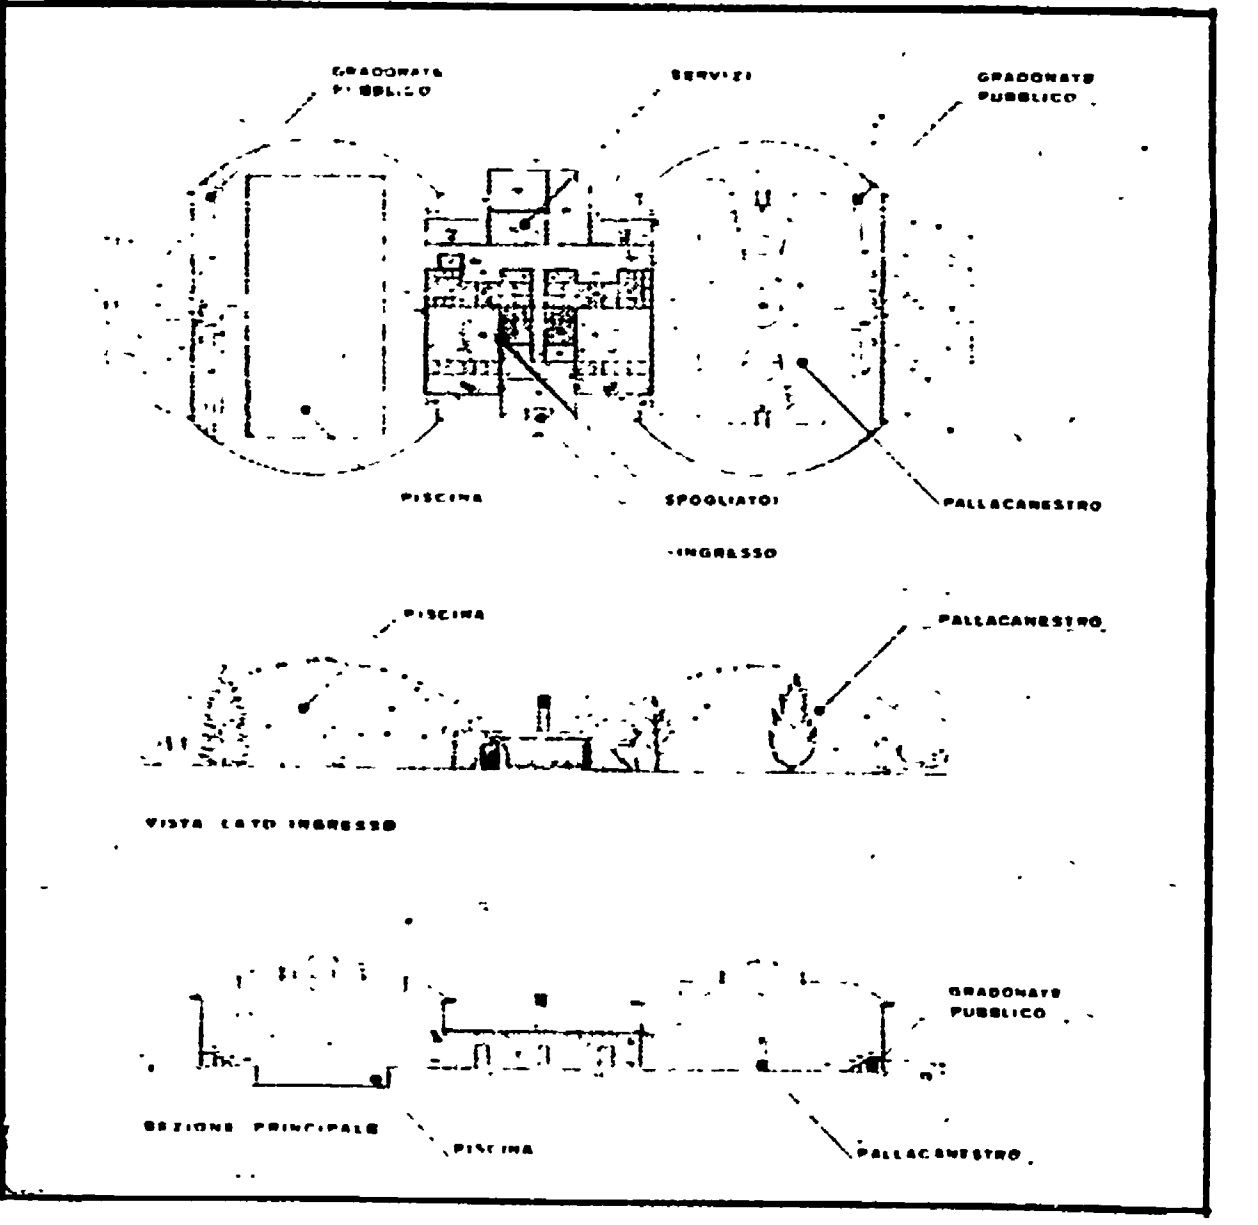 GRADONATE
PUBBLICO
SERVIZI
GRADONATE
PUBBLICO
PISCINA
SPOGLIATOI
PALLACANESTRO
INGRESSO
PISCINA
PALLACANESTRO
VISTA LATO INGRESSO
GRADONATE
PUBBLICO
SEZIONE PRINCIPALE
PISCINA
PALLACANESTRO